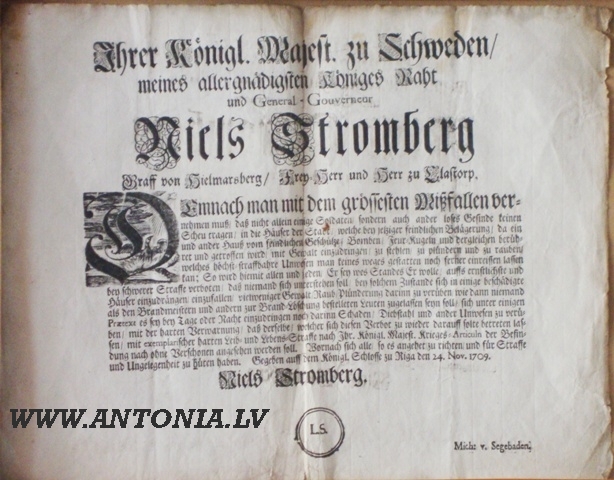 Ihrer Königl. Majest. zu Schweden/
meines allergnädigsten Königes Raht
und General-Gouverneor
Niels Stromberg
Graff von Hielmarsberg/ Frey-Herr und Herr zu Clastorp.
DEmnach man mit dem grössesten Mißfallen ver-
nehmen muß/ daß nicht allein einige Soldaten/ sondern auch ander loses Gesinde keinen
Scheu tragen/ in die Häuser der Stadt/ welche bey jetziger feindlichen Belägerung/ da ein
und ander Hauß von feindlichen Geschütz/ Bomben/ Feur-Kugeln und dergleichen berüh-
ret und getroffen wird/ mit Gewalt einzudringen/ zu stehlen/ zu plündern und zu rauben/
welches höchst-straffbahre Unwesen man keines weges gestatten noch ferner einreissen lassen
kan; So wird hiemit allen und jeden/ Er sey wes Standes Er wolle/ auffs ernstlichste und
bey schwerer Straffe verboten/ daß niemand sich unterstehen soll/ bey solchem Zustande sich in einige beschädigte
Häuser einzudrängen/ einzufallen/ vielweniger Gewalt/ Raub/ Plünderung darinn zu verüben/ wie dann niemand
als den Brandmeistern und andern zur Brand-Löschung bestelleten Leuten zugelassen seyn soll/ sich unter einigen
Prætext es sey bey Tage oder Nacht einzudringen noch darinn Schaden/ Diebstahl und ander Unwesen zu verü-
ben/ mit der harten Verwarnung/ daß derselbe/ welcher sich diesen Verbot zu wieder darauff solte betreten las-
sen/ mit exemplarischer harten Leib- und Lebens-Straffe nach Ihr. Königl. Majest. Krieges-Articuln der Befin-
dung nach ohne Verschonen angesehen werden soll. Wornach sich alle/ so es angehet/ zu richten und für Straffe
und Ungelegenheit zu hüten haben. Gegeben auff dem Königl. Schlosse zu Riga den 24. Nov. 1709.
Niels Stromberg.
L.S.
Mich: v. Segebaden.
WWW.ANTONIA.LV